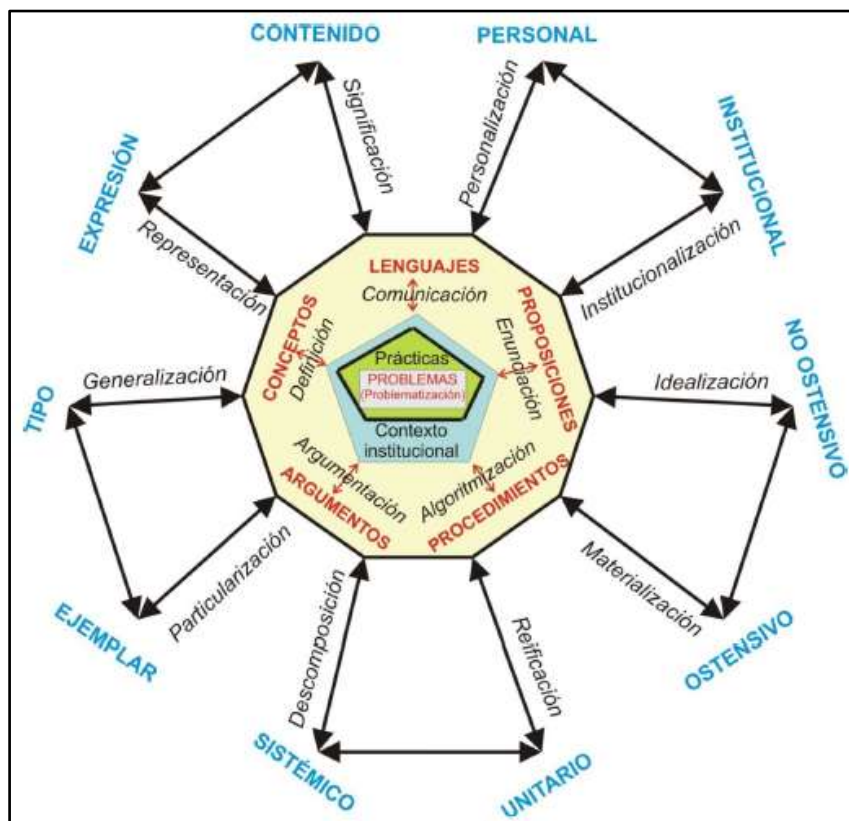 CONTENIDO
PERSONAL
Significación
Personalización
EXPRESIÓN
INSTITUCIONAL
Representación
Institucionalización
LENGUAJES
Comunicación
CONCEPTOS
Definición
PROPOSICIONES
Enunciación
Prácticas
PROBLEMAS
(Problematización)
Contexto
institucional
TIPO
Generalización
Idealización
NO OSTENSIVO
Argumentación
ARGUMENTOS
Algoritmización
PROCEDIMIENTOS
EJEMPLAR
Particularización
Materialización
OSTENSIVO
Descomposición
Reificación
SISTÉMICO
UNITARIO